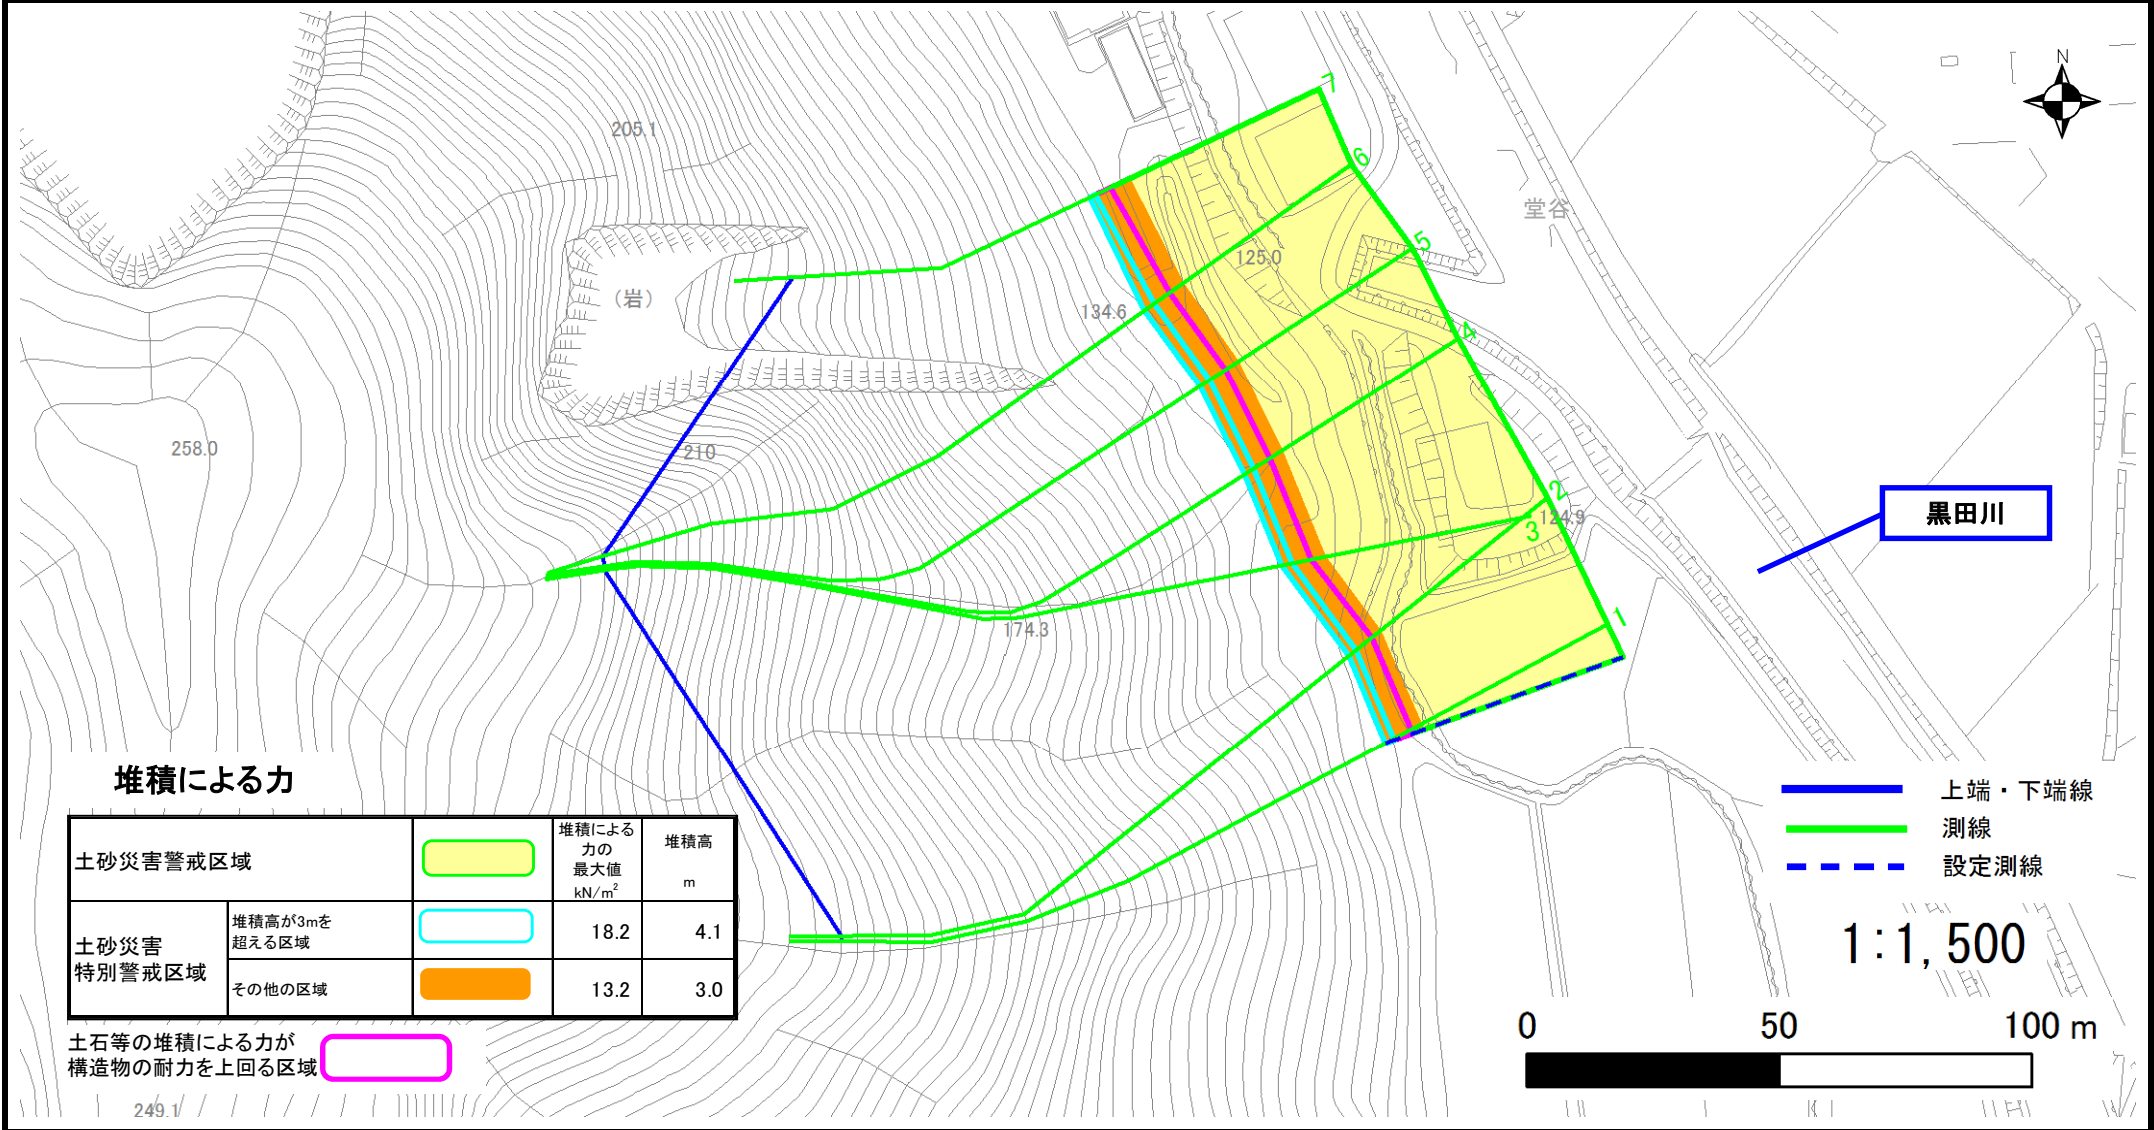 N
7
205.1
6
堂谷
5
125.0
(岩)
134.6
4
258.0
210
2
124.9
3
黒田川
1
174.3
堆積による力
土砂災害警戒区域
堆積による
力の
最大値
kN/m²
堆積高
m
土砂災害
特別警戒区域
堆積高が3mを
超える区域
18.2
4.1
その他の区域
13.2
3.0
土石等の堆積による力が
構造物の耐力を上回る区域
249.1
上端・下端線
測線
設定測線
1:1,500
0 50 100 m